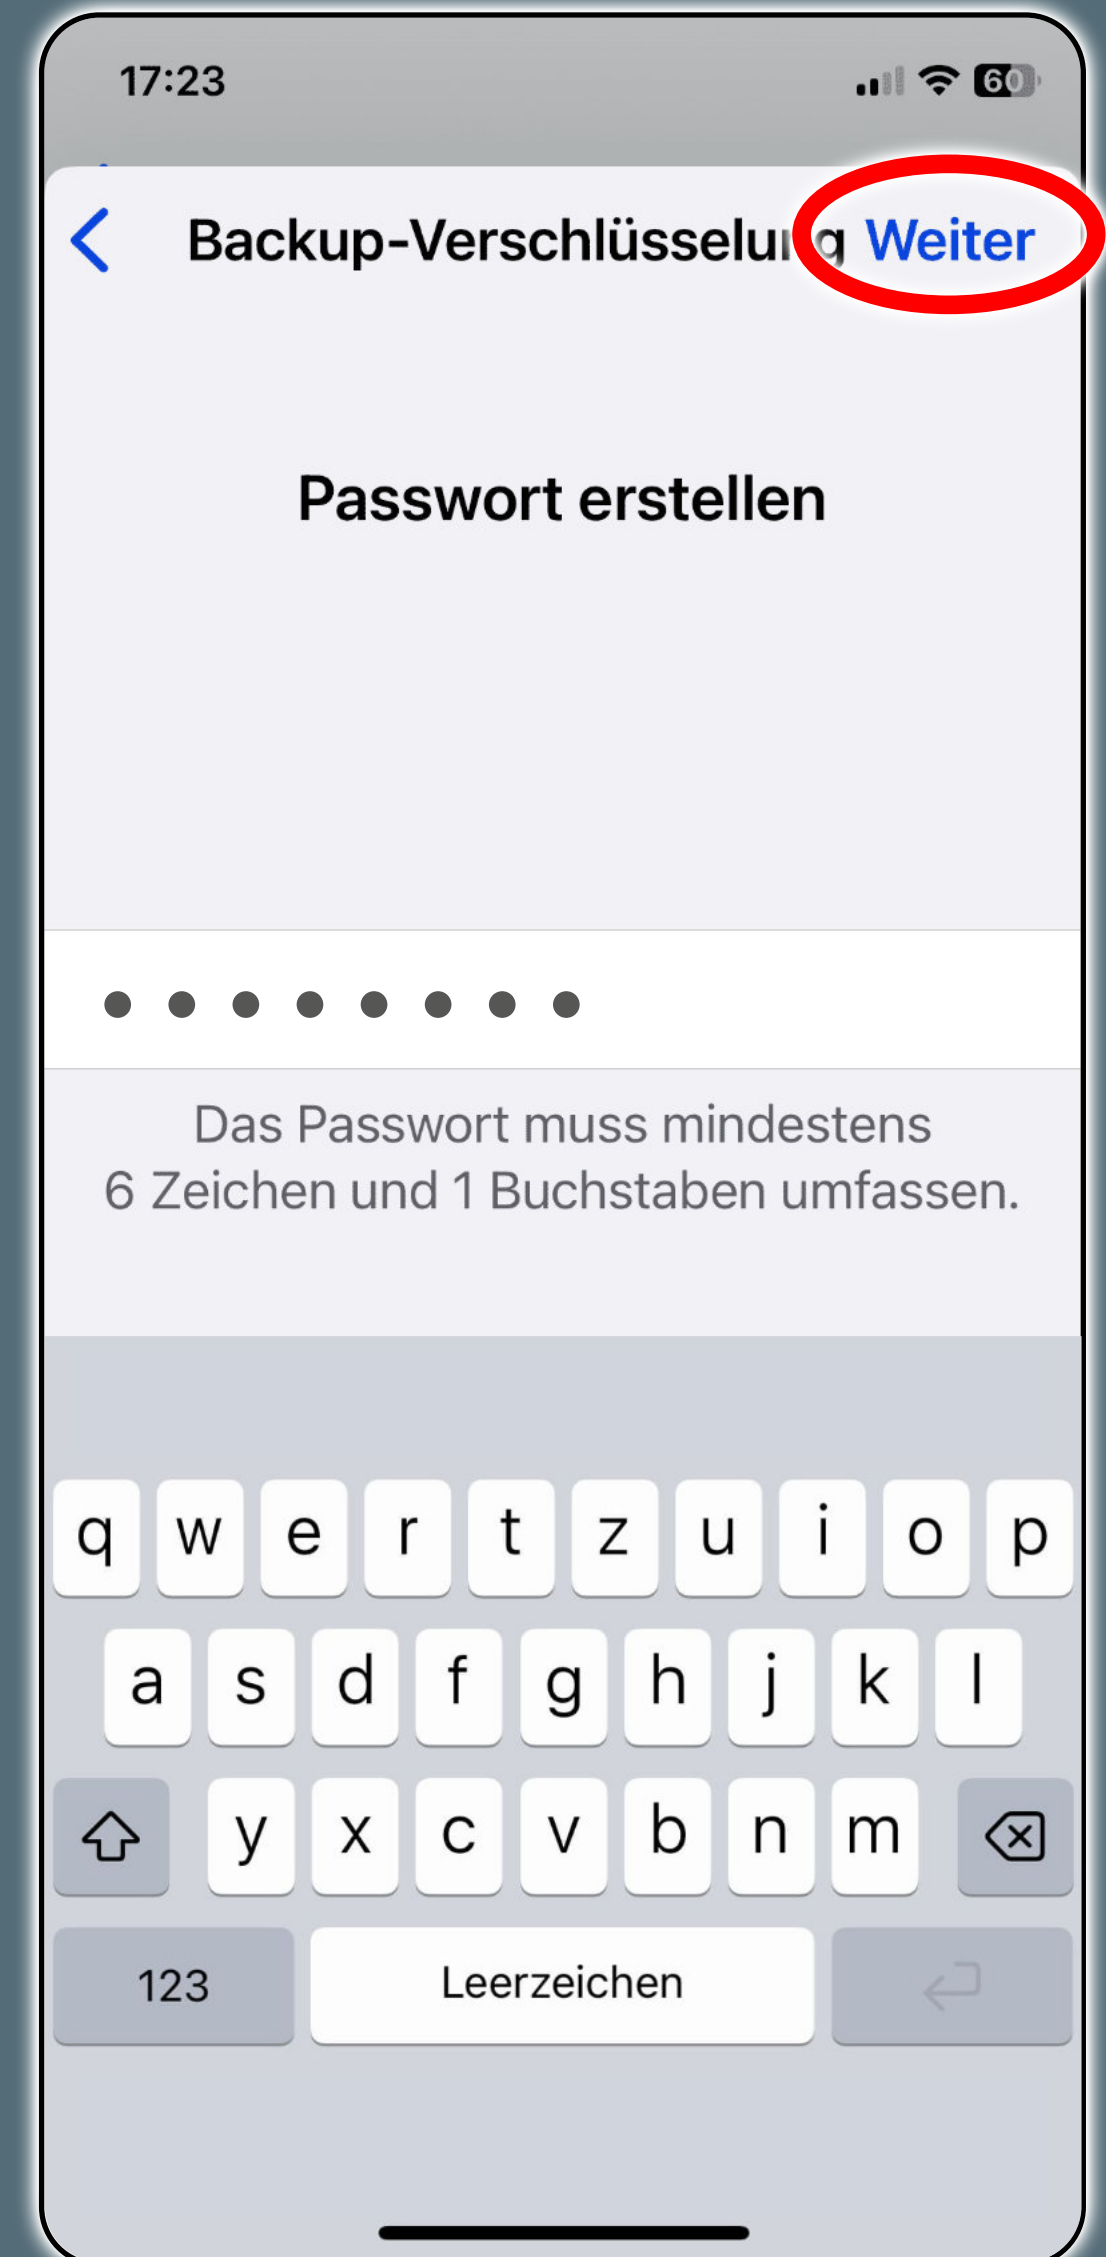 17:23
60
Backup-Verschlüsselung Weiter
Passwort erstellen
Das Passwort muss mindestens
6 Zeichen und 1 Buchstaben umfassen.
q w e r t z u i o p
a s d f g h j k l
y x c v b n m
123 Leerzeichen